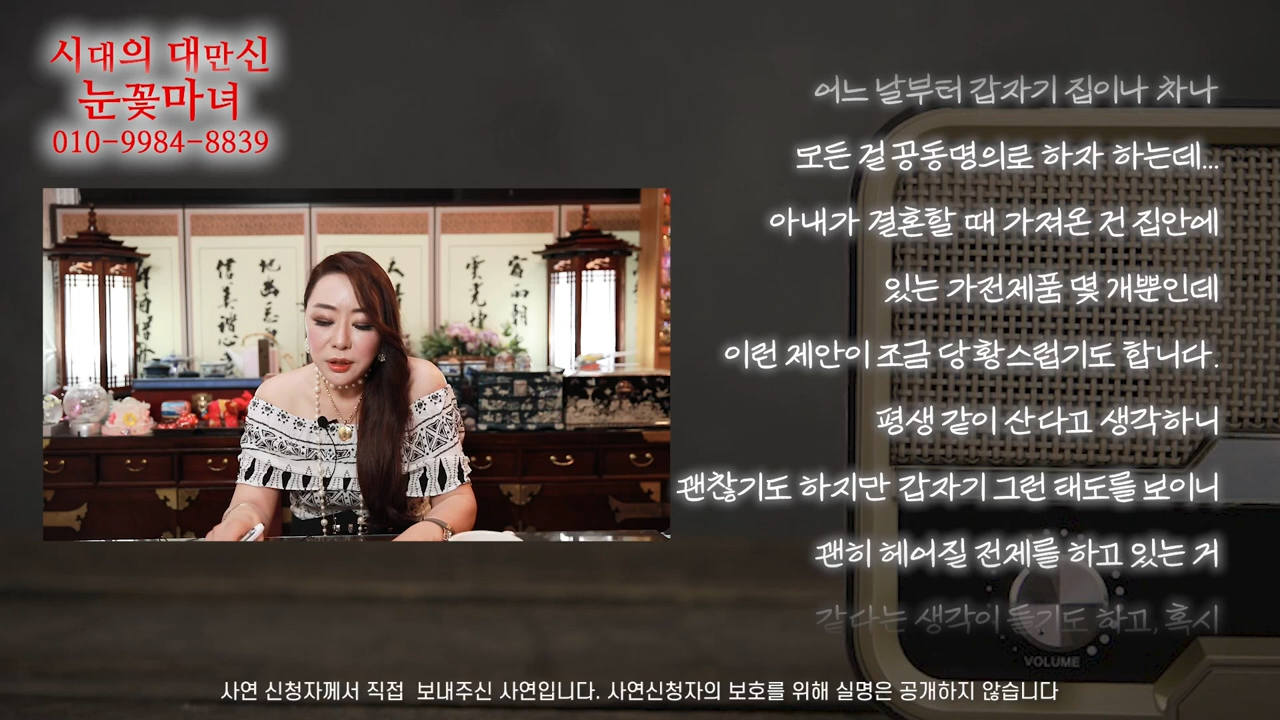 시대의 대만신
눈꽃마녀
010-9984-8839
어느 날부터 갑자기 집이나 차나
모든 걸 공동명의로 하자 하는데...
아내가 결혼할 때 가져온 건 집안에
있는 가전제품 몇 개뿐인데
이런 제안이 조금 당황스럽기도 합니다.
평생 같이 산다고 생각하니
괜찮기도 하지만 갑자기 그런 태도를 보이니
괜히 헤어질 전제를 하고 있는 거
같다는 생각이 들기도 하고, 혹시
VOLUME
사연 신청자께서 직접 보내주신 사연입니다. 사연신청자의 보호를 위해 실명은 공개하지 않습니다